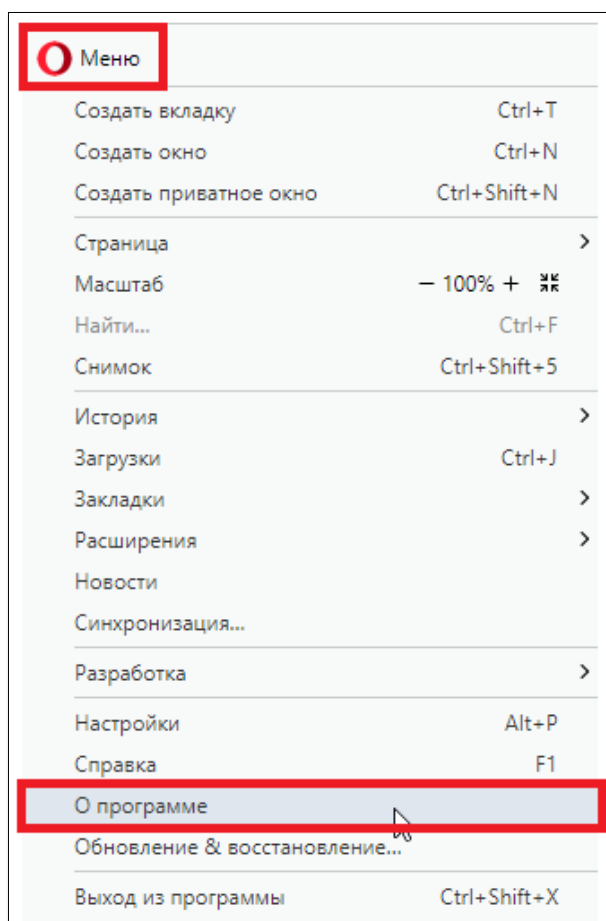 Меню
Создать вкладку Ctrl+T
Создать окно Ctrl+N
Создать приватное окно Ctrl+Shift+N
Страница
Масштаб − 100% +
Найти... Ctrl+F
Снимок Ctrl+Shift+5
История
Загрузки Ctrl+J
Закладки
Расширения
Новости
Синхронизация...
Разработка
Настройки Alt+P
Справка F1
О программе
Обновление & восстановление...
Выход из программы Ctrl+Shift+X